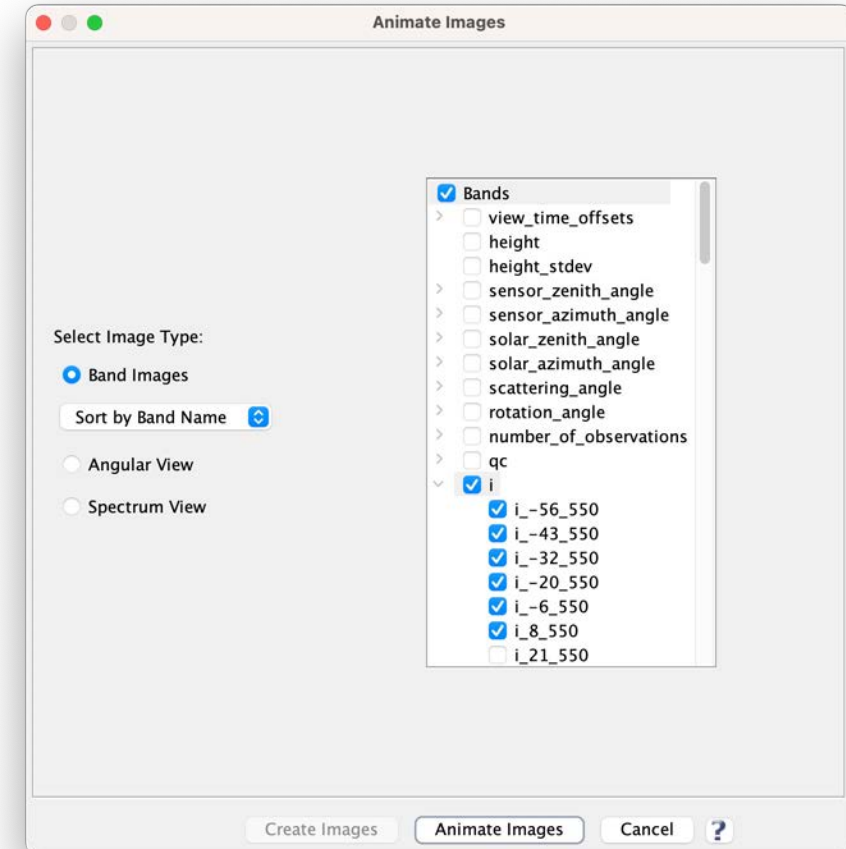 Animate Images
Select Image Type:
Band Images
Sort by Band Name
Angular View
Spectrum View
Bands
view_time_offsets
height
height_stdev
sensor_zenith_angle
sensor_azimuth_angle
solar_zenith_angle
solar_azimuth_angle
scattering_angle
rotation_angle
number_of_observations
qc
i
i_-56_550
i_-43_550
i_-32_550
i_-20_550
i_-6_550
i_8_550
i_21_550
Create Images
Animate Images
Cancel
?